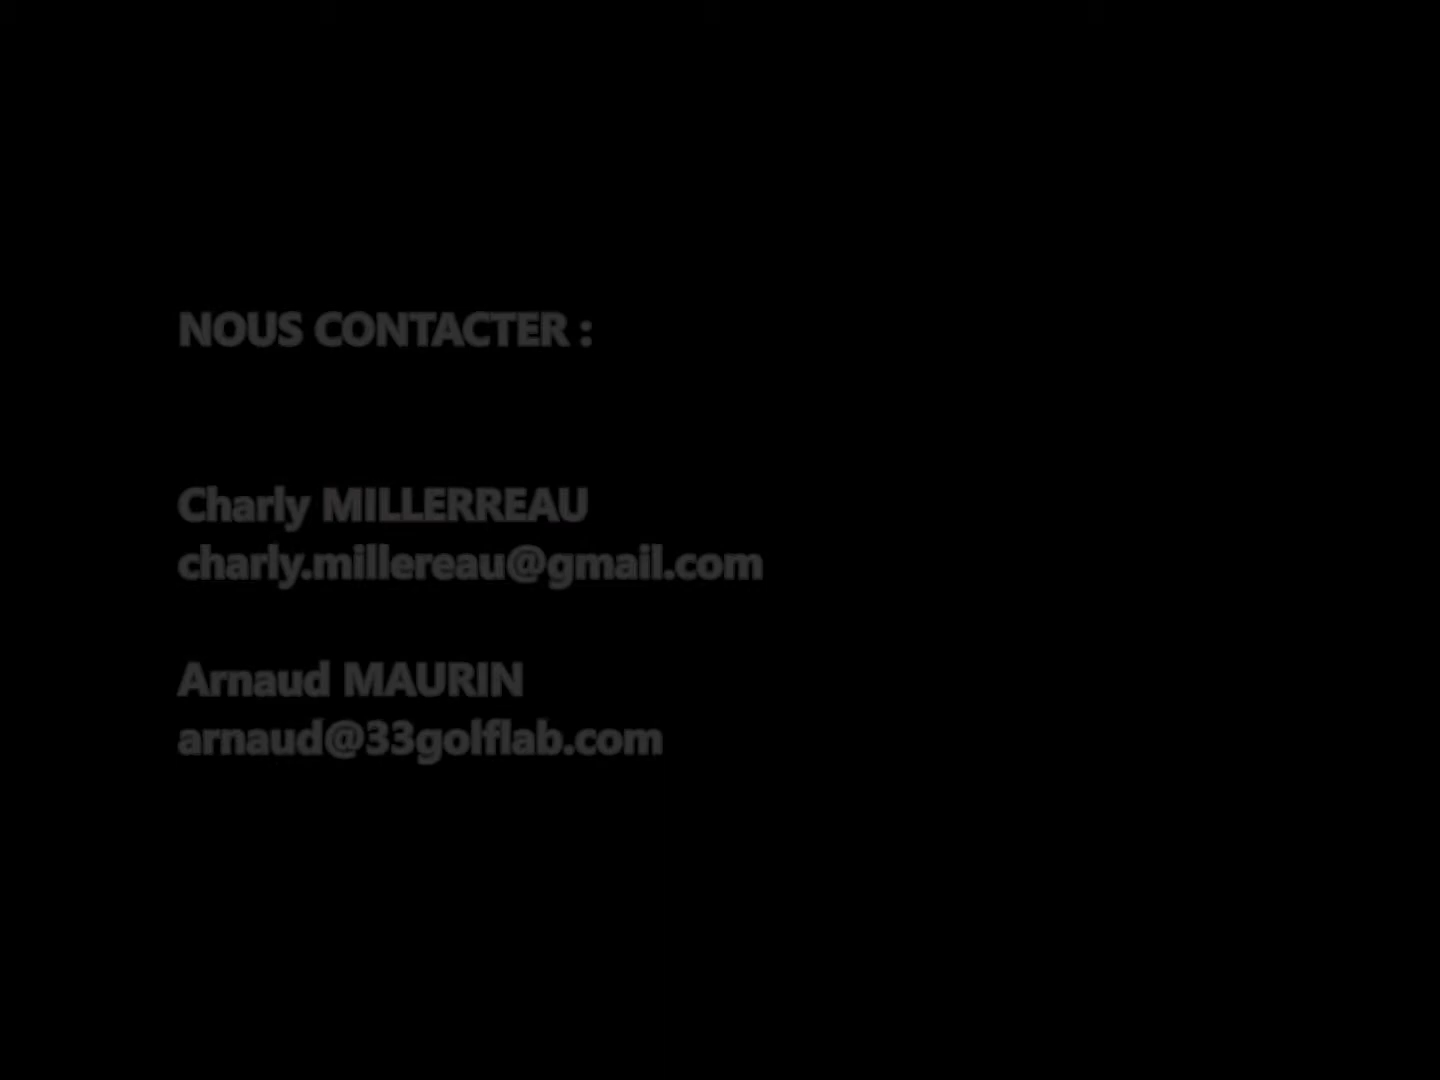 NOUS CONTACTER :
Charly MILLERREAU
charly.millereau@gmail.com
Arnaud MAURIN
arnaud@33golflab.com